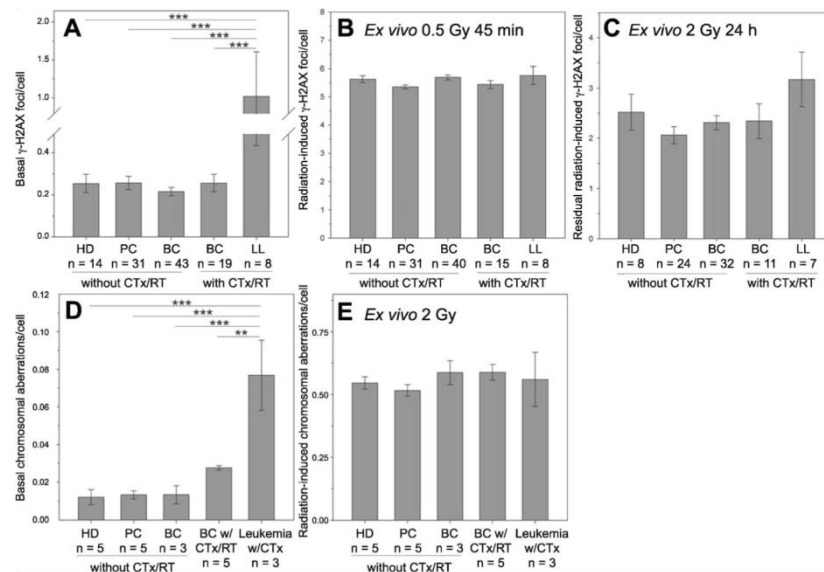 A
***
***
***
***
Basal γ-H2AX foci/cell
2.0
1.5
1.0
0.4
0.2
0.0
HD PC BC BC LL
n = 14 n = 31 n = 43 n = 19 n = 8
without CTx/RT with CTx/RT
B Ex vivo 0.5 Gy 45 min
Radiation-induced γ-H2AX foci/cell
8
7
6
5
4
3
2
1
0
HD PC BC BC LL
n = 14 n = 31 n = 40 n = 15 n = 8
without CTx/RT with CTx/RT
C Ex vivo 2 Gy 24 h
Residual radiation-induced γ-H2AX foci/cell
4
3
2
1
0
HD PC BC BC LL
n = 8 n = 24 n = 32 n = 11 n = 7
without CTx/RT with CTx/RT
D
***
***
***
**
Basal chromosomal aberrations/cell
0.12
0.10
0.08
0.06
0.04
0.02
0.00
HD PC BC BC w/ Leukemia
n = 5 n = 5 n = 3 CTx/RT w/CTx
without CTx/RT n = 5 n = 3
E Ex vivo 2 Gy
Radiation-induced chromosomal aberrations/cell
0.75
0.50
0.25
0.00
HD PC BC BC w/ Leukemia
n = 5 n = 5 n = 3 CTx/RT w/CTx
without CTx/RT n = 5 n = 3